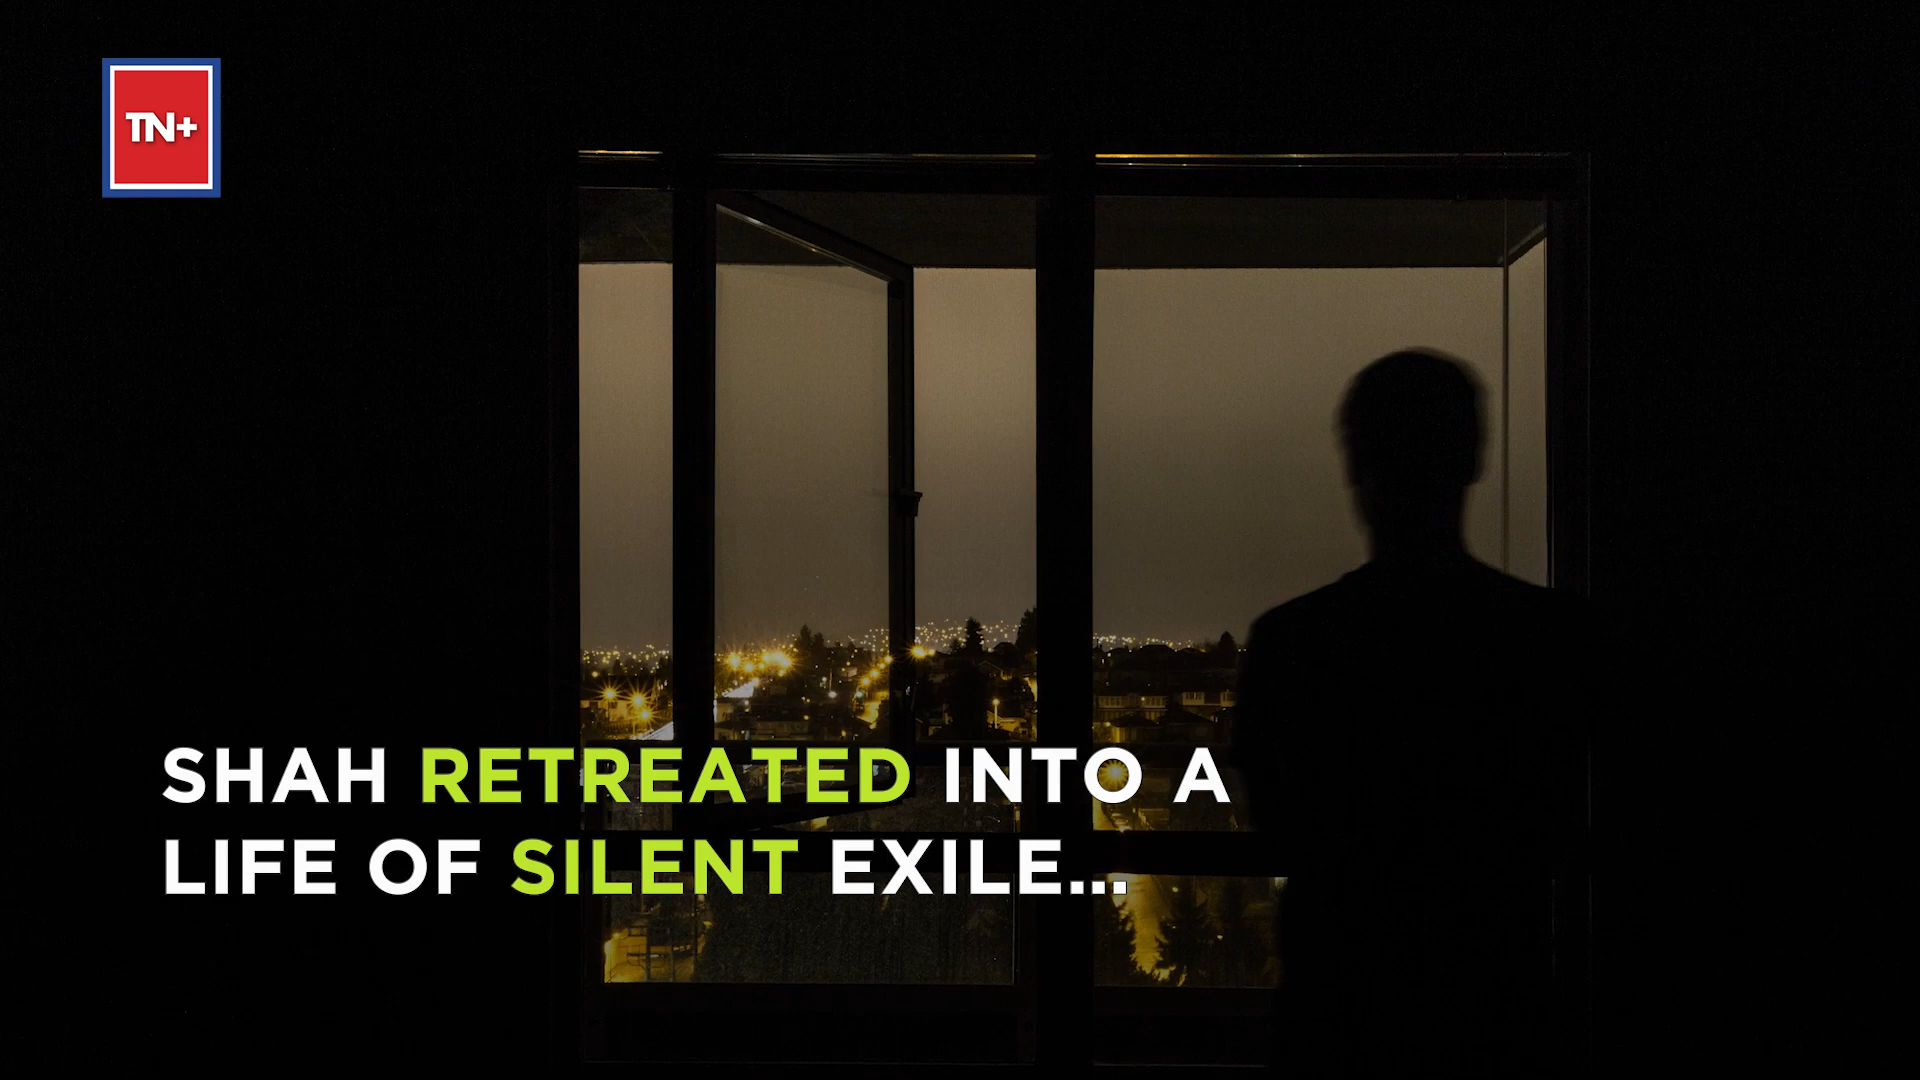 TN+
SHAH RETREATED INTO A
LIFE OF SILENT EXILE...